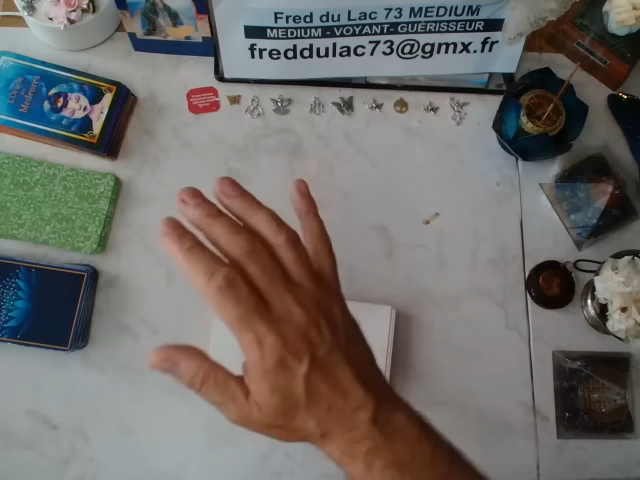 Fred du Lac 73 MEDIUM
MEDIUM - VOYANT- GUÉRISSEUR
freddulac73@gmx.fr